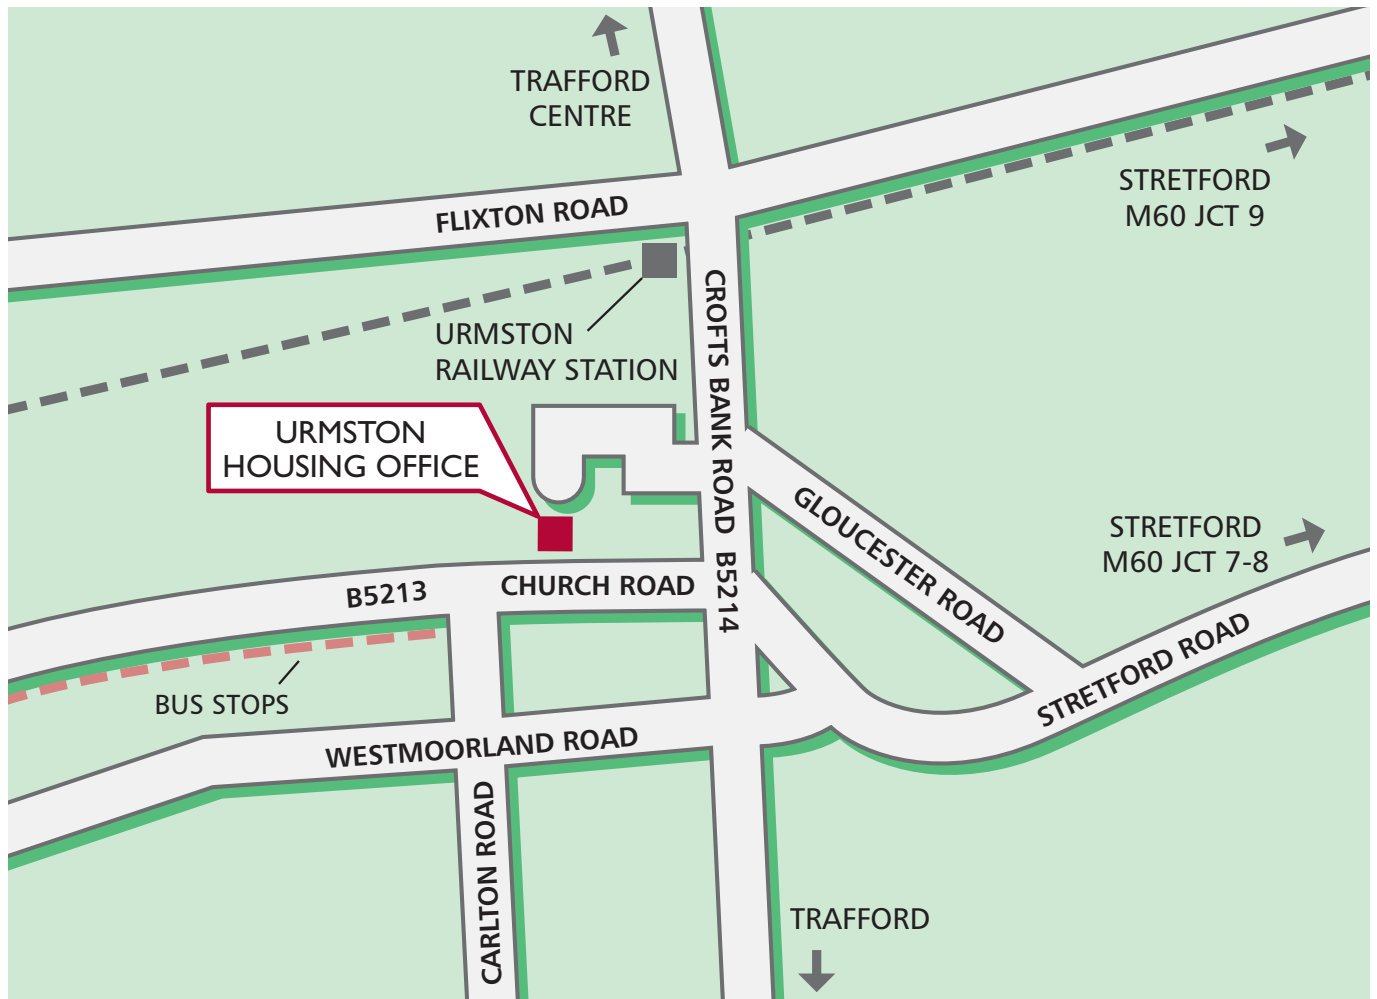 TRAFFORD
CENTRE
STRETFORD
M60 JCT 9
FLIXTON ROAD
CROFTS BANK ROAD B5214
URMSTON
RAILWAY STATION
URMSTON
HOUSING OFFICE
GLOUCESTER ROAD
STRETFORD
M60 JCT 7-8
B5213
CHURCH ROAD
STRETFORD ROAD
BUS STOPS
WESTMOORLAND ROAD
CARLTON ROAD
TRAFFORD